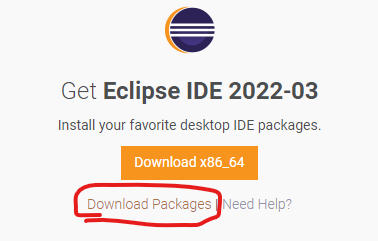 Get Eclipse IDE 2022-03
Install your favorite desktop IDE packages.
Download x86_64
Download Packages | Need Help?